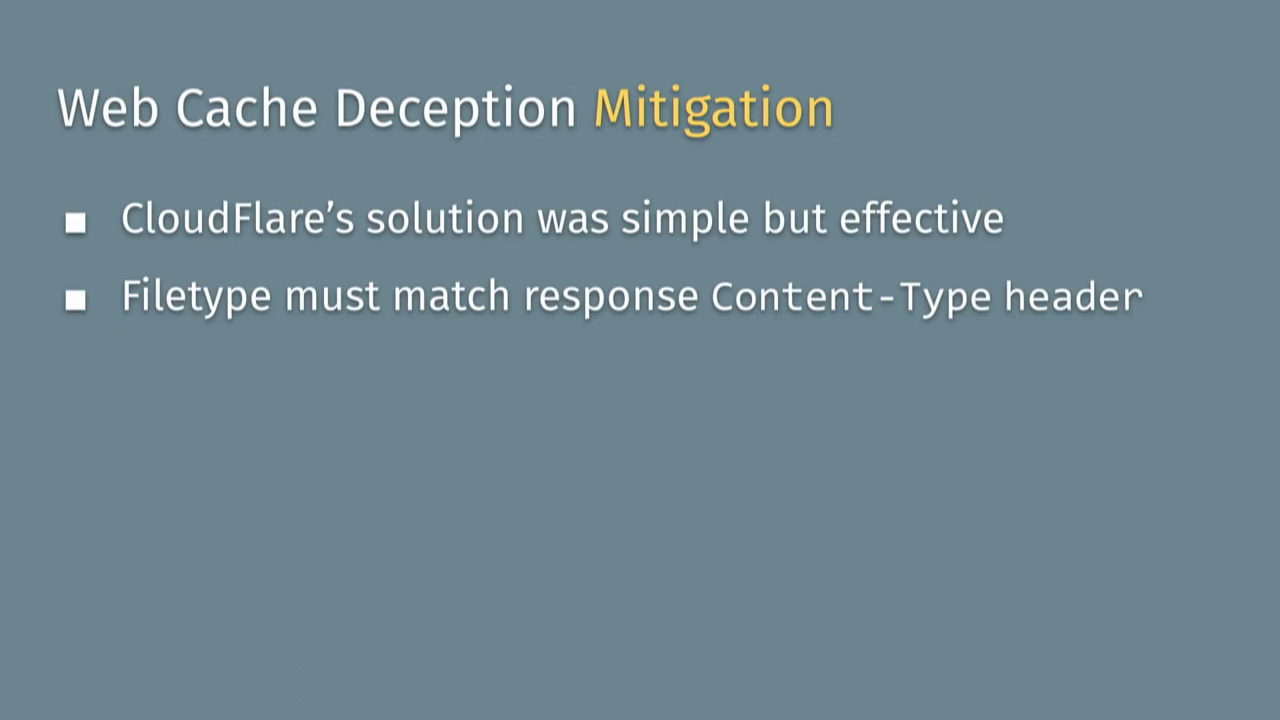 Web Cache Deception Mitigation
▪ CloudFlare’s solution was simple but effective
▪ Filetype must match response Content-Type header